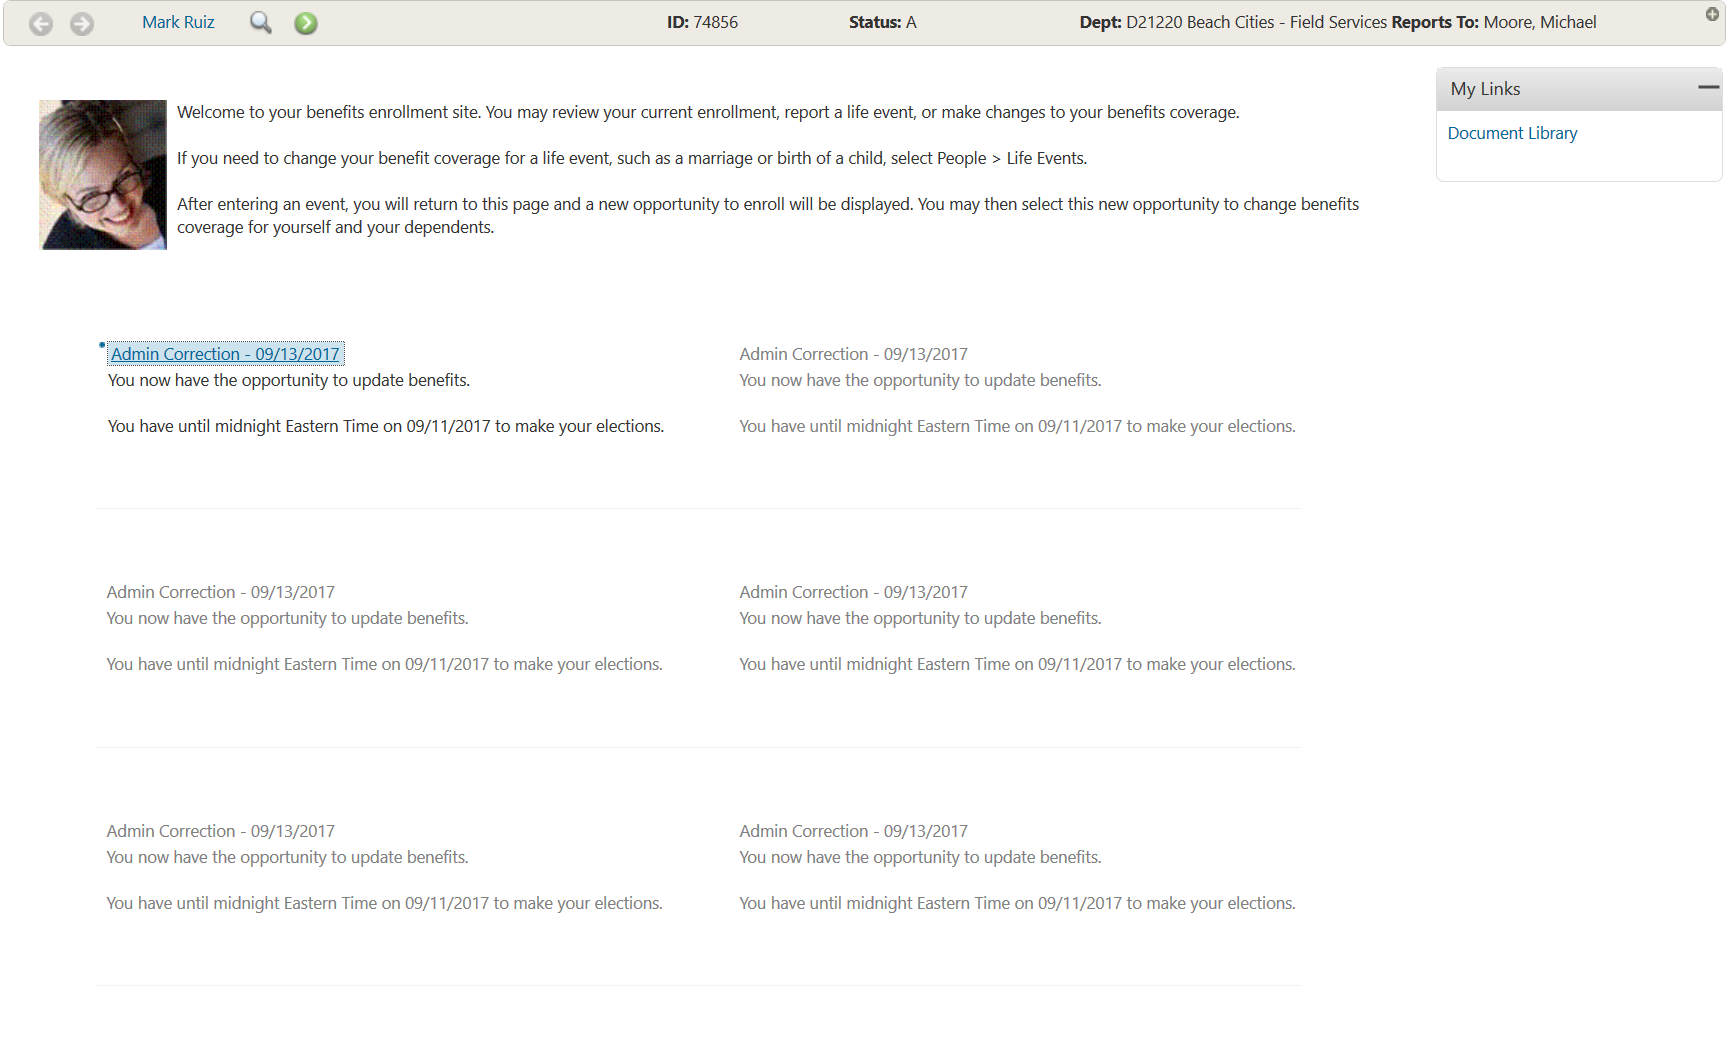 Mark Ruiz ID: 74856 Status: A Dept: D21220 Beach Cities - Field Services Reports To: Moore, Michael
My Links
Document Library
Welcome to your benefits enrollment site. You may review your current enrollment, report a life event, or make changes to your benefits coverage.
If you need to change your benefit coverage for a life event, such as a marriage or birth of a child, select People > Life Events.
After entering an event, you will return to this page and a new opportunity to enroll will be displayed. You may then select this new opportunity to change benefits
coverage for yourself and your dependents.
Admin Correction - 09/13/2017
You now have the opportunity to update benefits.
You have until midnight Eastern Time on 09/11/2017 to make your elections.
Admin Correction - 09/13/2017
You now have the opportunity to update benefits.
You have until midnight Eastern Time on 09/11/2017 to make your elections.
Admin Correction - 09/13/2017
You now have the opportunity to update benefits.
You have until midnight Eastern Time on 09/11/2017 to make your elections.
Admin Correction - 09/13/2017
You now have the opportunity to update benefits.
You have until midnight Eastern Time on 09/11/2017 to make your elections.
Admin Correction - 09/13/2017
You now have the opportunity to update benefits.
You have until midnight Eastern Time on 09/11/2017 to make your elections.
Admin Correction - 09/13/2017
You now have the opportunity to update benefits.
You have until midnight Eastern Time on 09/11/2017 to make your elections.